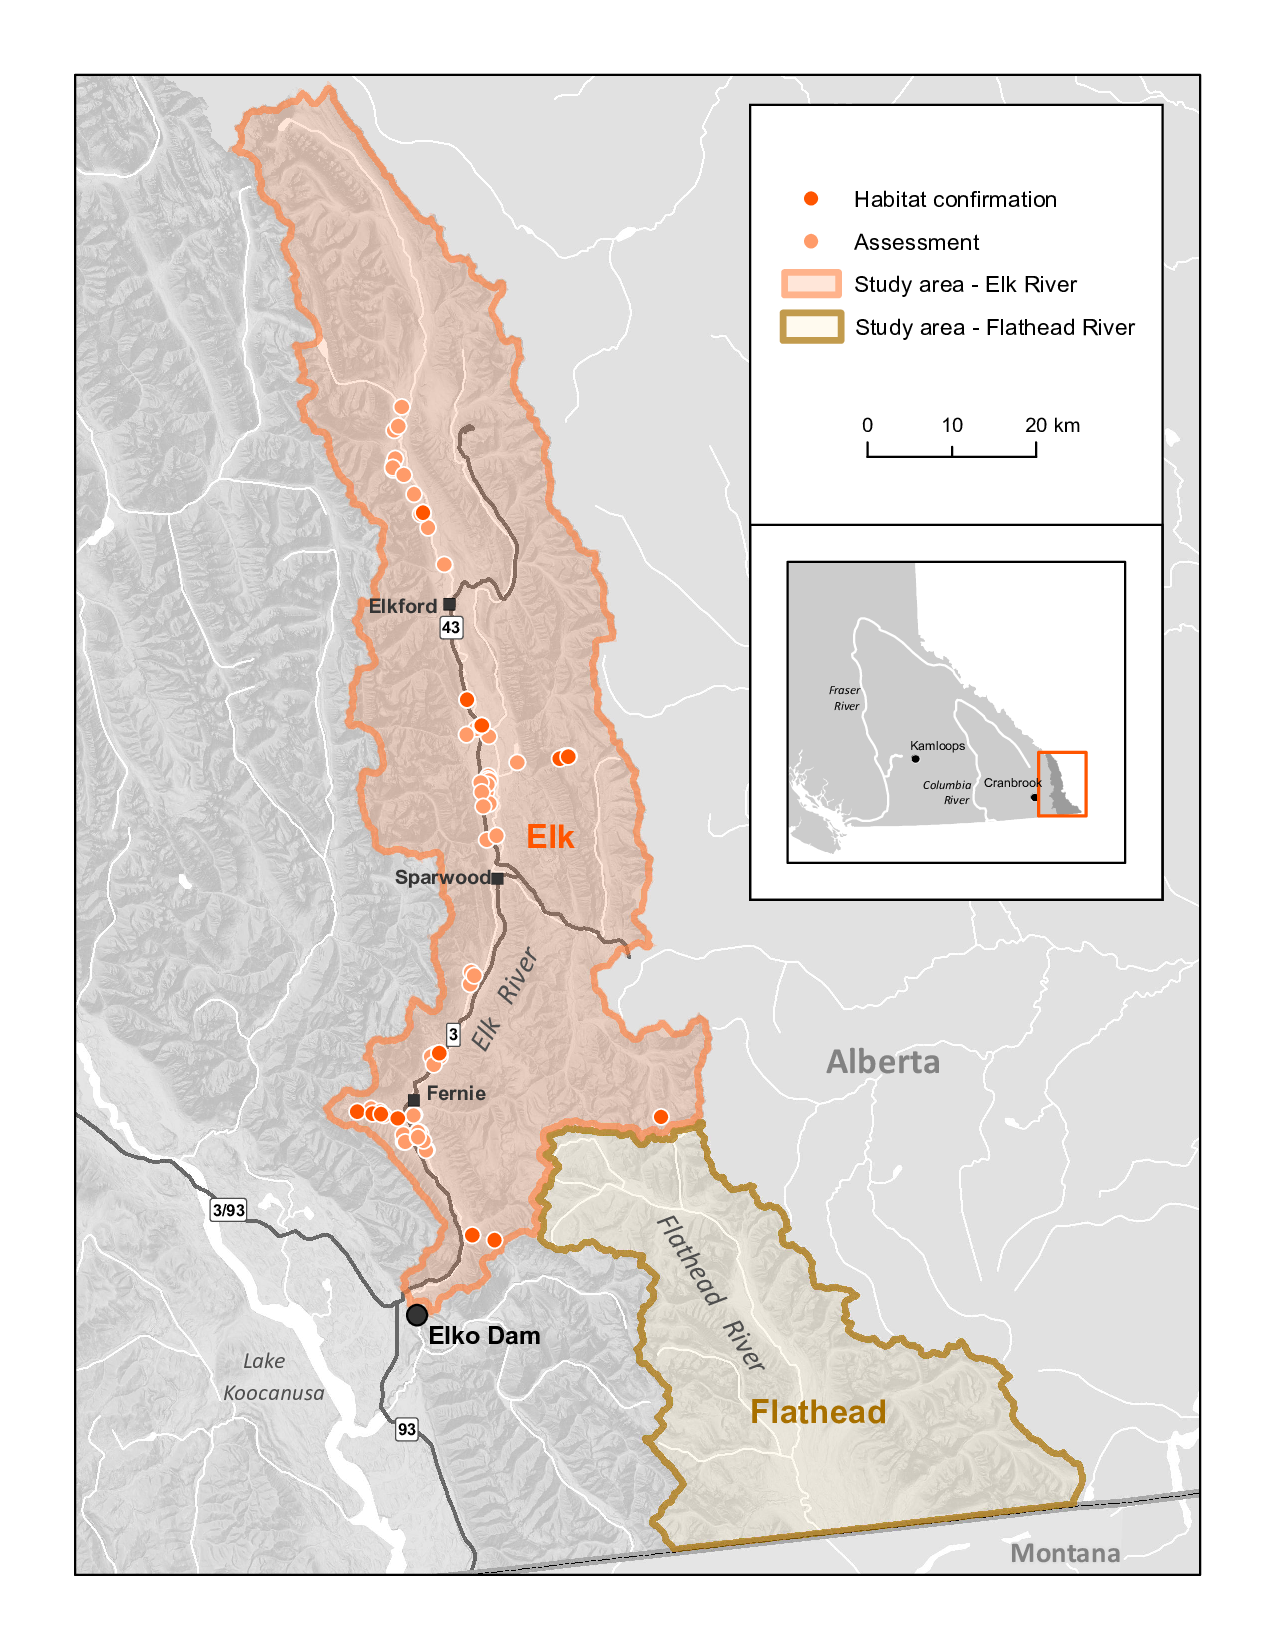 Habitat confirmation
Assessment
Study area - Elk River
Study area - Flathead River
0 10 20 km
Fraser
River
Kamloops
Columbia
River
Cranbrook
Elkford
43
Elk
Sparwood
Elk River
3
Fernie
Alberta
3/93
Flathead River
Elko Dam
Lake
Koocanusa
Flathead
93
Montana